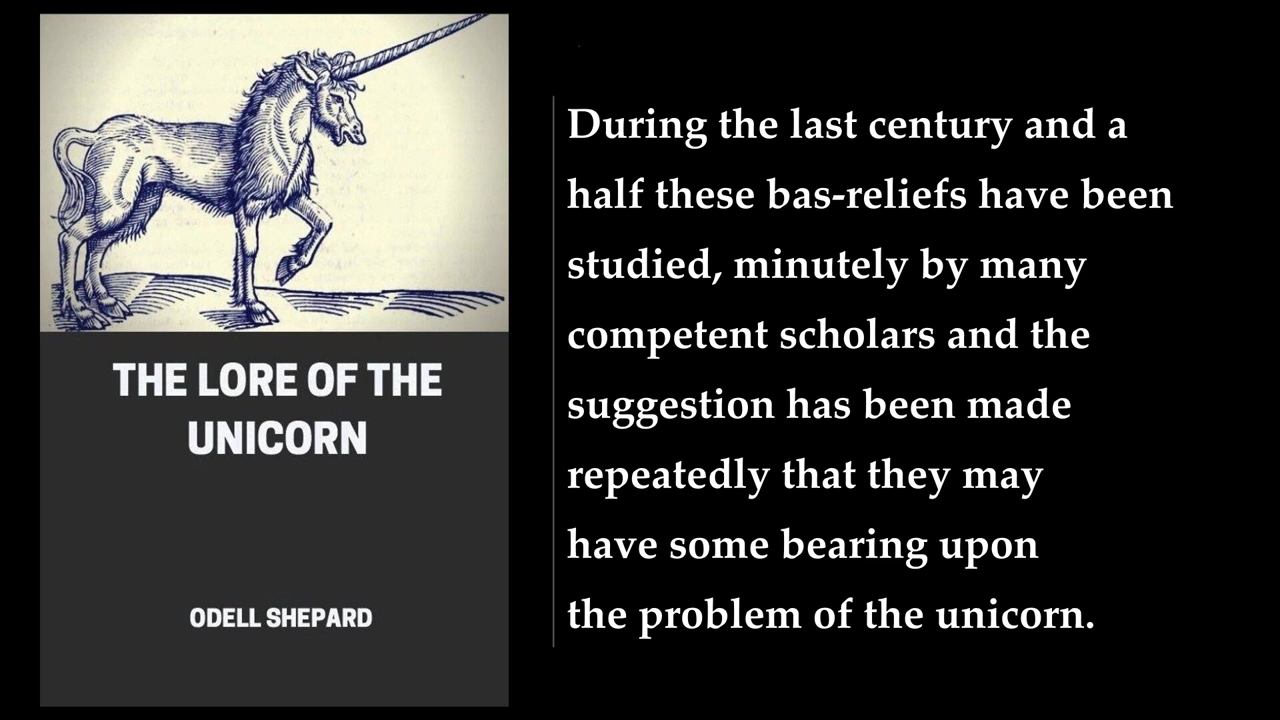 THE LORE OF THE
UNICORN
ODELL SHEPARD
During the last century and a
half these bas-reliefs have been
studied, minutely by many
competent scholars and the
suggestion has been made
repeatedly that they may
have some bearing upon
the problem of the unicorn.